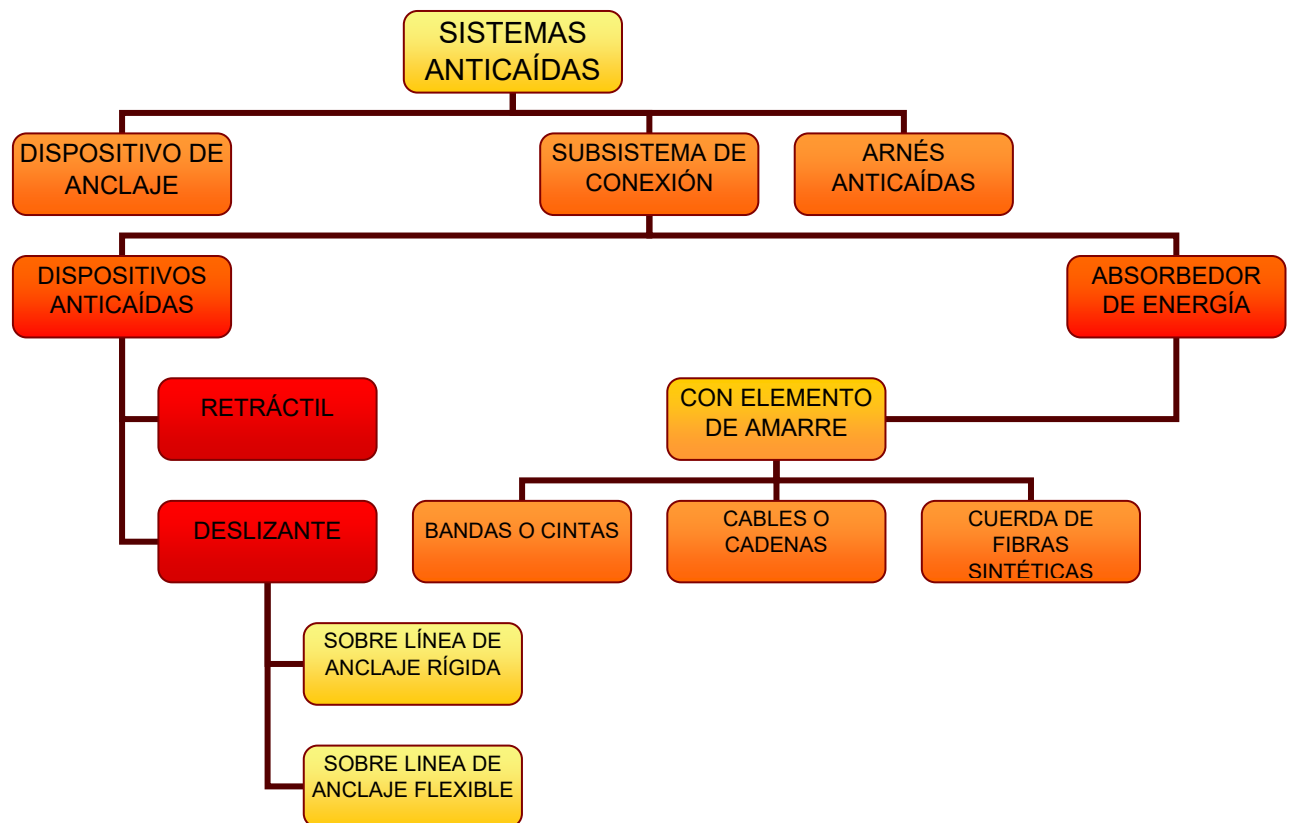 SISTEMAS
ANTICAÍDAS
DISPOSITIVO DE
ANCLAJE
SUBSISTEMA DE
CONEXIÓN
ARNÉS
ANTICAÍDAS
DISPOSITIVOS
ANTICAÍDAS
ABSORBEDOR
DE ENERGÍA
RETRÁCTIL
CON ELEMENTO
DE AMARRE
DESLIZANTE
BANDAS O CINTAS
CABLES O
CADENAS
CUERDA DE
FIBRAS
SINTÉTICAS
SOBRE LÍNEA DE
ANCLAJE RÍGIDA
SOBRE LINEA DE
ANCLAJE FLEXIBLE